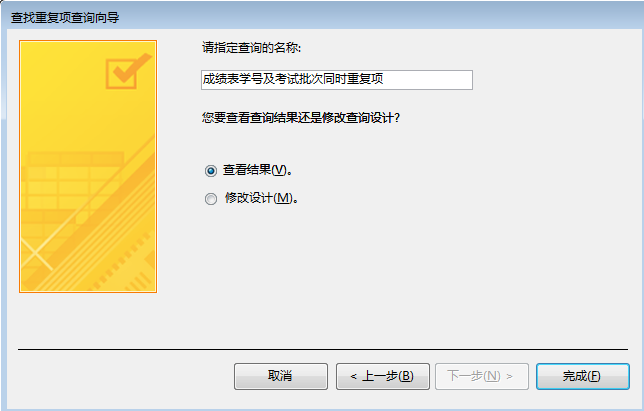 查找重复项查询向导
请指定查询的名称:
成绩表学号及考试批次同时重复项
您要查看查询结果还是修改查询设计?
查看结果(V)。
修改设计(M)。
取消
< 上一步(B)
下一步(N) >
完成(F)